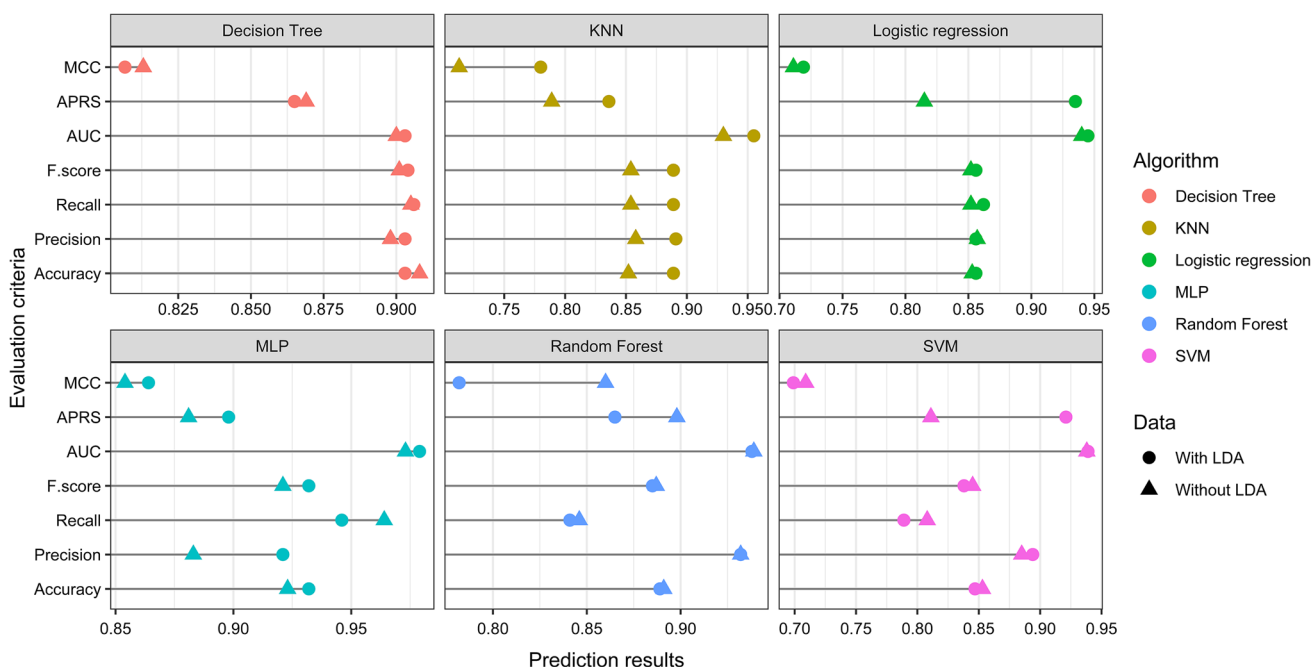 Decision Tree
KNN
Logistic regression
MCC
APRS
AUC
F.score
Recall
Precision
Accuracy
0.825 0.850 0.875 0.900
0.75 0.80 0.85 0.90 0.95
0.70 0.75 0.80 0.85 0.90 0.95
MLP
Random Forest
SVM
MCC
APRS
AUC
F.score
Recall
Precision
Accuracy
0.85 0.90 0.95
0.80 0.85 0.90
0.70 0.75 0.80 0.85 0.90 0.95
Evaluation criteria
Prediction results
Algorithm
Decision Tree
KNN
Logistic regression
MLP
Random Forest
SVM
Data
With LDA
Without LDA